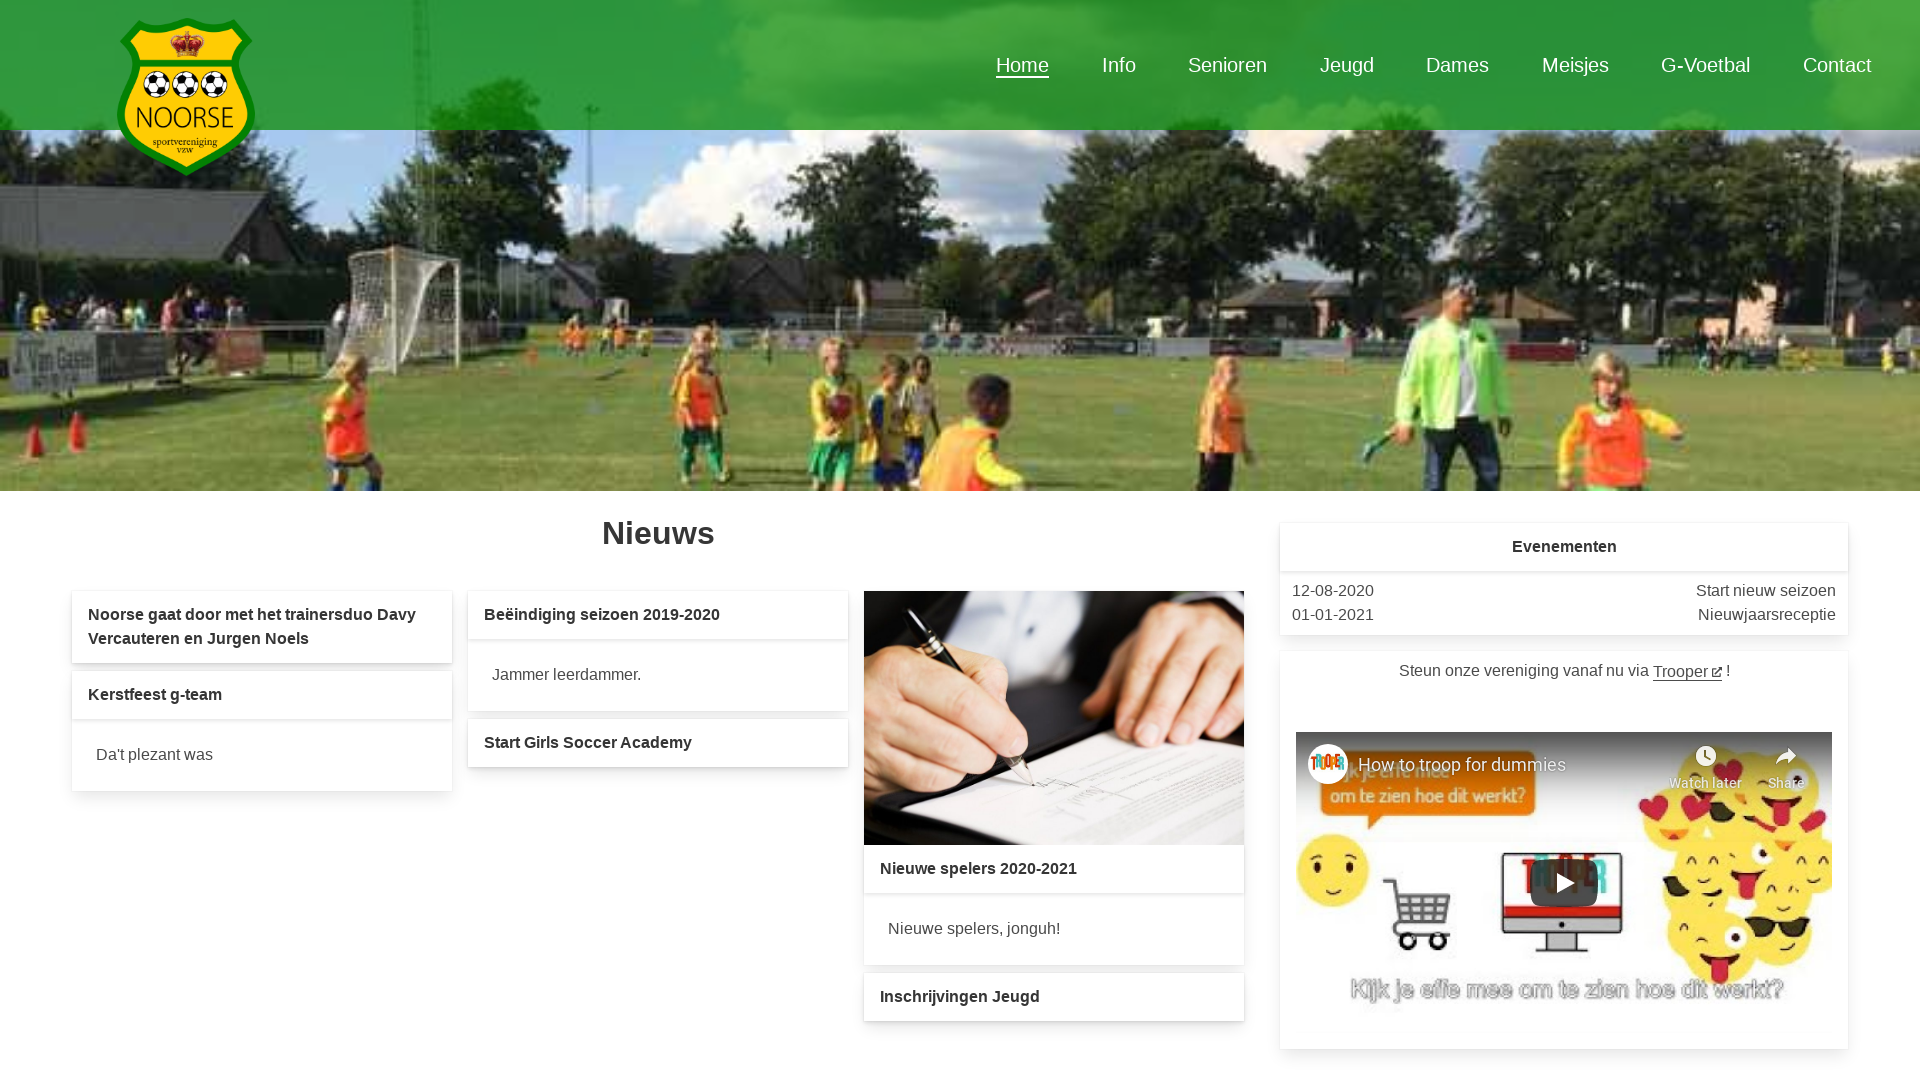 NOORSE
sportvereniging
vzw
Home Info Senioren Jeugd Dames Meisjes G-Voetbal Contact
Nieuws
Noorse gaat door met het trainersduo Davy
Vercauteren en Jurgen Noels
Kerstfeest g-team
Da't plezant was
Beëindiging seizoen 2019-2020
Jammer leerdammer.
Start Girls Soccer Academy
Nieuwe spelers 2020-2021
Nieuwe spelers, jonguh!
Inschrijvingen Jeugd
Evenementen
12-08-2020 Start nieuw seizoen
01-01-2021 Nieuwjaarsreceptie
Steun onze vereniging vanaf nu via Trooper !
TROOPER
How to troop for dummies
Watch later
Share
effe mee
om te zien hoe dit werkt?
Kijk je effe mee om te zien hoe dit werkt?